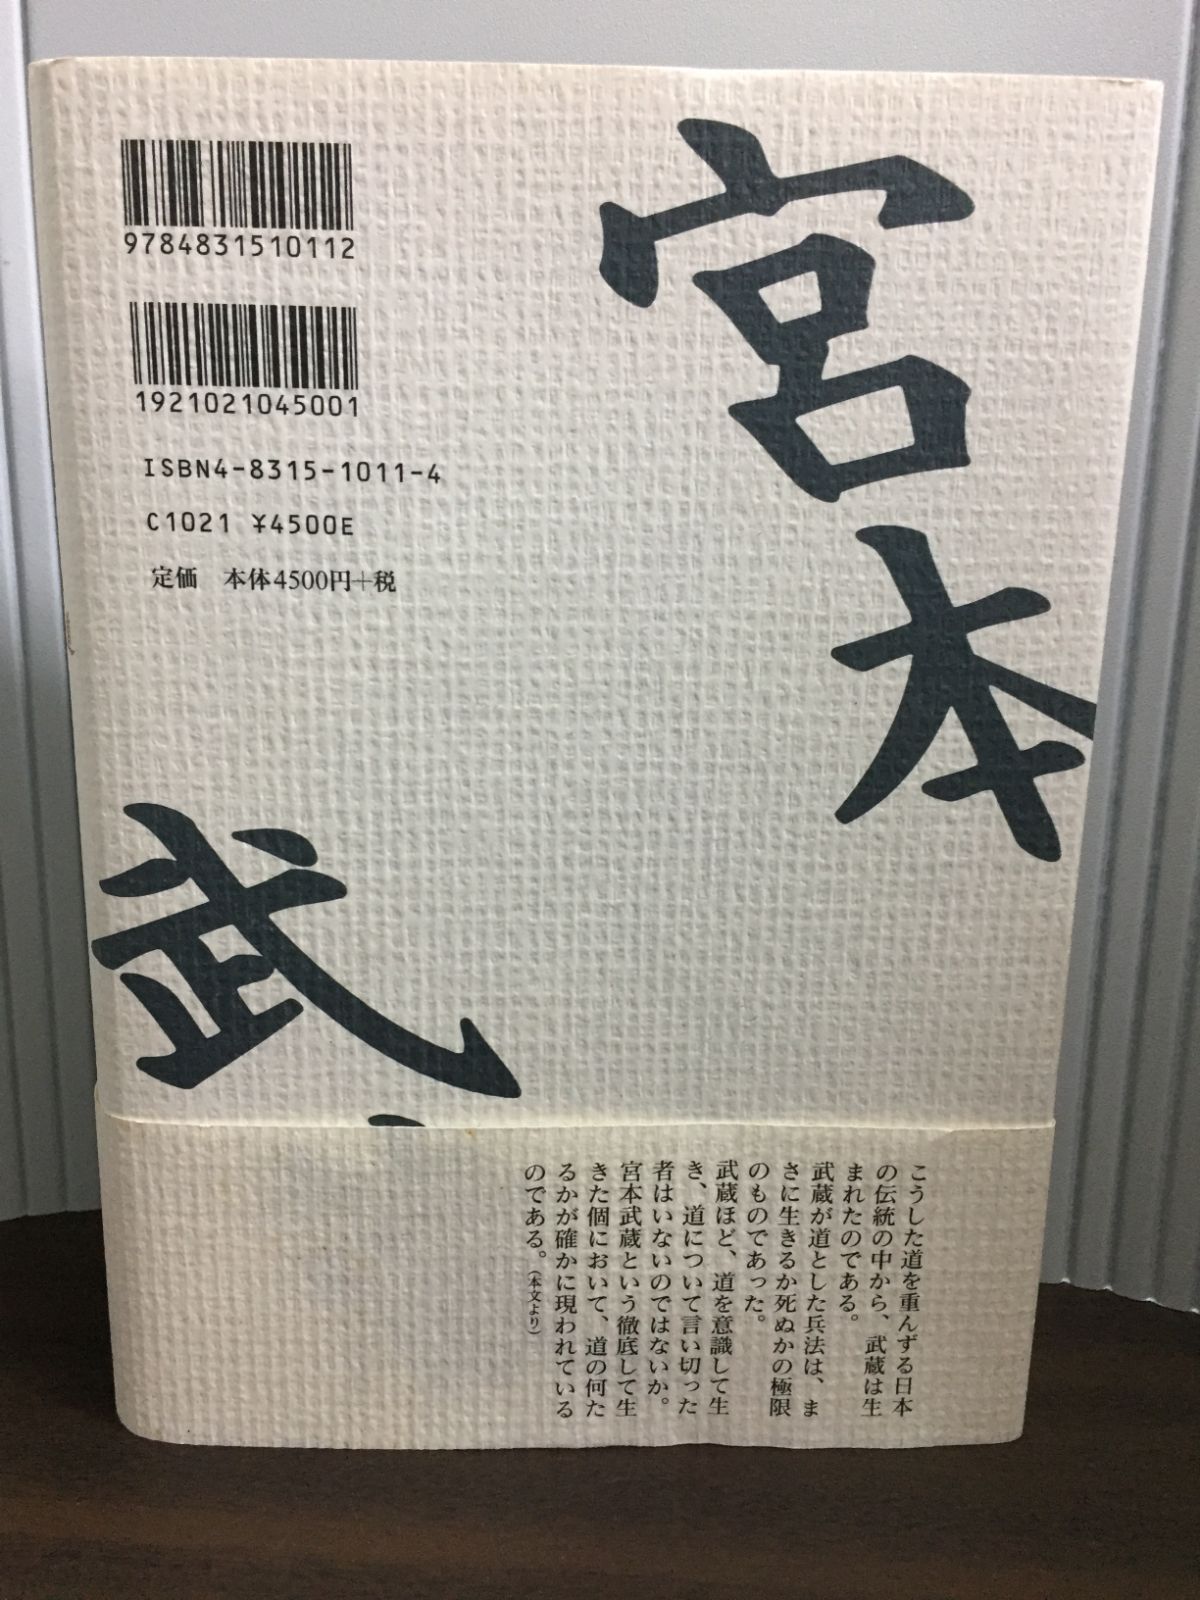 宮本
武
9784831510112
1921021045001
ISBN4-8315-1011-4
C1021 ¥4500E
定価 本体4500円+税
こうした道を重んずる日本
の伝統の中から、武蔵は生
まれたのである。
武蔵が道とした兵法は、ま
さに生きるか死ぬかの極限
のものであった。
武蔵ほど、道を意識して生
き、道について言い切った
者はいないのではないか。
宮本武蔵という徹底して生
きた個において、道の何た
るかが確かに現われている
のである。(本文より)